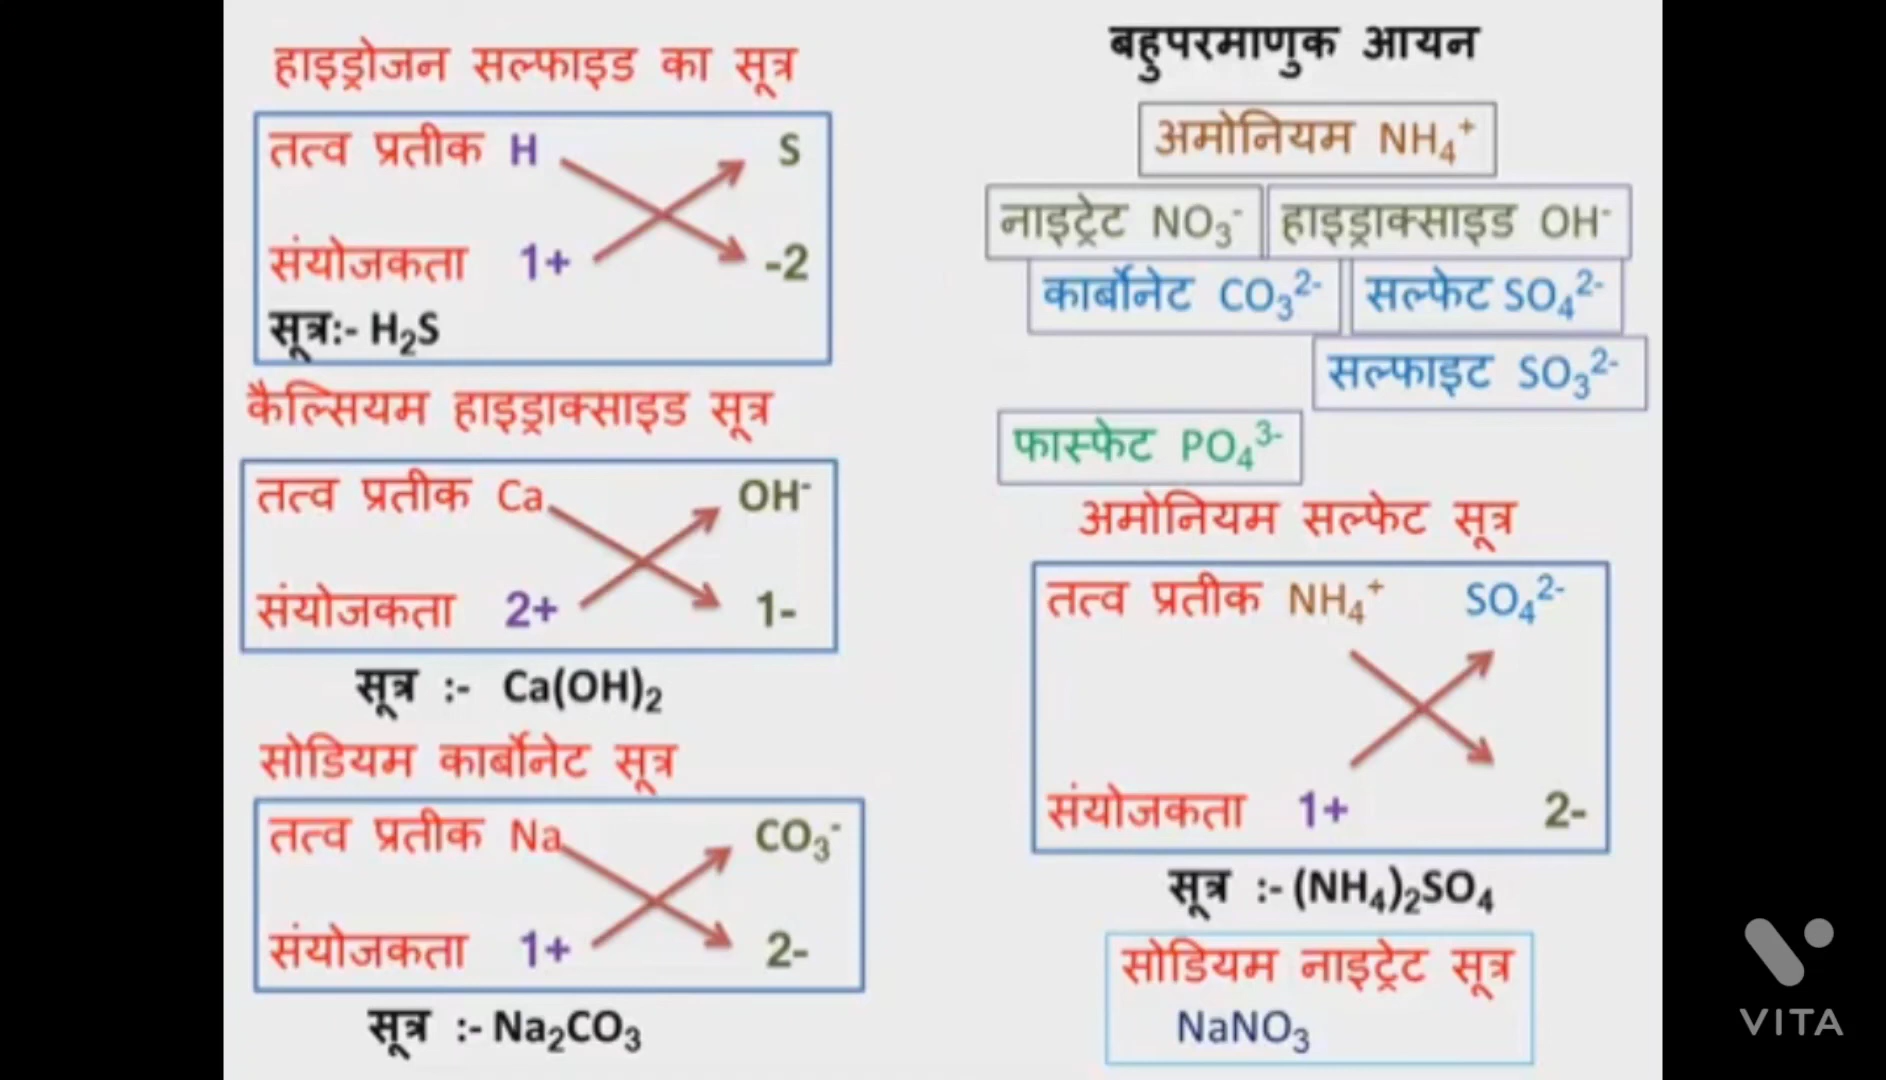 हाइड्रोजन सल्फाइड का सूत्र
तत्व प्रतीक H S
संयोजकता 1+ -2
सूत्र:- H₂S
कैल्सियम हाइड्राक्साइड सूत्र
तत्व प्रतीक Ca OH⁻
संयोजकता 2+ 1-
सूत्र :- Ca(OH)₂
सोडियम कार्बोनेट सूत्र
तत्व प्रतीक Na CO₃⁻
संयोजकता 1+ 2-
सूत्र :- Na₂CO₃
बहुपरमाणुक आयन
अमोनियम NH₄⁺
नाइट्रेट NO₃⁻ हाइड्राक्साइड OH⁻
कार्बोनेट CO₃²⁻ सल्फेट SO₄²⁻
सल्फाइट SO₃²⁻
फास्फेट PO₄³⁻
अमोनियम सल्फेट सूत्र
तत्व प्रतीक NH₄⁺ SO₄²⁻
संयोजकता 1+ 2-
सूत्र :- (NH₄)₂SO₄
सोडियम नाइट्रेट सूत्र
NaNO₃
VITA